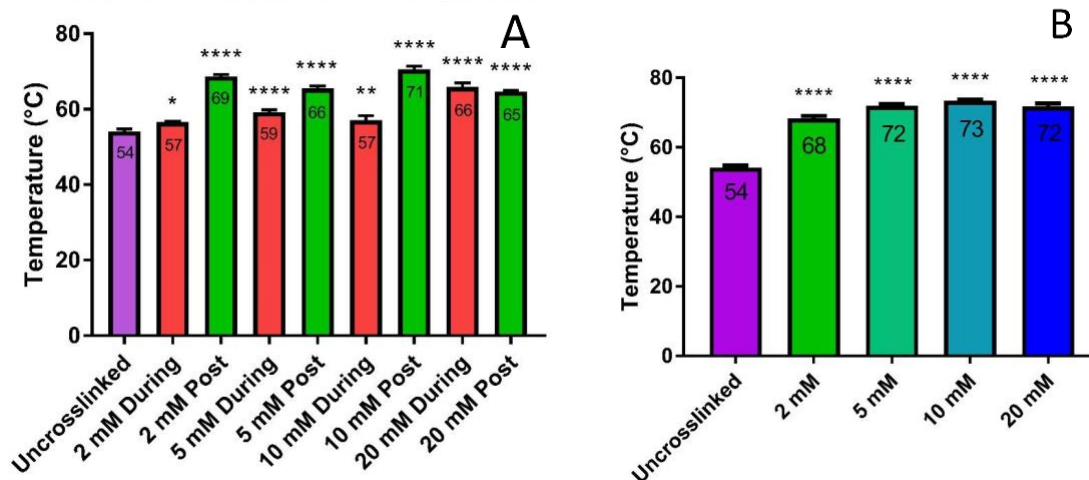 A
Temperature (°C)
80
60
40
20
0
54
*
57
****
69
****
59
****
66
**
57
****
71
****
66
****
65
Uncrosslinked
2 mM During
2 mM Post
5 mM During
5 mM Post
10 mM During
10 mM Post
20 mM During
20 mM Post
B
Temperature (°C)
80
60
40
20
0
54
****
68
****
72
****
73
****
72
Uncrosslinked
2 mM
5 mM
10 mM
20 mM